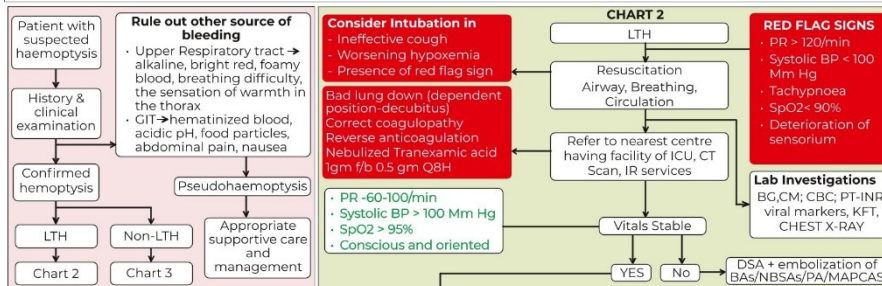 Patient with
suspected
haemoptysis
History &
clinical
examination
Confirmed
hemoptysis
LTH
Non-LTH
Chart 2
Chart 3
Rule out other source of
bleeding
• Upper Respiratory tract →
alkaline, bright red, foamy
blood, breathing difficulty,
the sensation of warmth in
the thorax
• GIT→hematinized blood,
acidic pH, food particles,
abdominal pain, nausea
Pseudohaemoptysis
Appropriate
supportive care
and
management
CHART 2
Consider Intubation in
- Ineffective cough
- Worsening hypoxemia
- Presence of red flag sign
Bad lung down (dependent
position-decubitus)
Correct coagulopathy
Reverse anticoagulation
Nebulized Tranexamic acid
1gm f/b 0.5 gm Q8H
• PR -60-100/min
• Systolic BP > 100 Mm Hg
• SpO2 > 95%
• Conscious and oriented
LTH
Resuscitation
Airway, Breathing,
Circulation
Refer to nearest centre
having facility of ICU, CT
Scan, IR services
Vitals Stable
YES
No
RED FLAG SIGNS
• PR > 120/min
• Systolic BP < 100
Mm Hg
• Tachypnoea
• SpO2< 90%
• Deterioration of
sensorium
Lab Investigations
BG,CM; CBC; PT-INR
viral markers, KFT,
CHEST X-RAY
DSA + embolization of
BAs/NBSAs/PA/MAPCAS